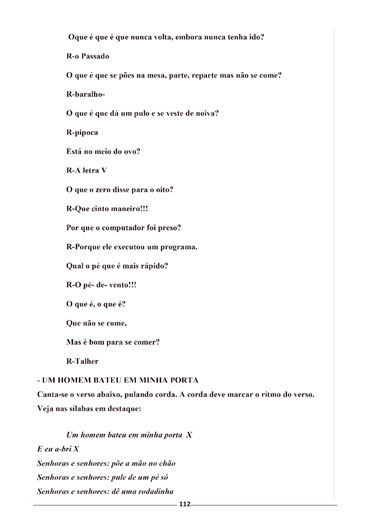 Oque é que é que nunca volta, embora nunca tenha ido?
R-o Passado
O que é que se pões na mesa, parte, reparte mas não se come?
R-baralho-
O que é que dá um pulo e se veste de noiva?
R-pipoca
Está no meio do ovo?
R-A letra V
O que o zero disse para o oito?
R-Que cinto maneiro!!!
Por que o computador foi preso?
R-Porque ele executou um programa.
Qual o pé que é mais rápido?
R-O pé- de- vento!!!
O que é, o que é?
Que não se come,
Mas é bom para se comer?
R-Talher
- UM HOMEM BATEU EM MINHA PORTA
Canta-se o verso abaixo, pulando corda. A corda deve marcar o ritmo do verso.
Veja nas sílabas em destaque:
Um homem bateu em minha porta X
E eu a-bri X
Senhoras e senhores: põe a mão no chão
Senhoras e senhores: pule de um pé só
Senhoras e senhores: dê uma rodadinha
112